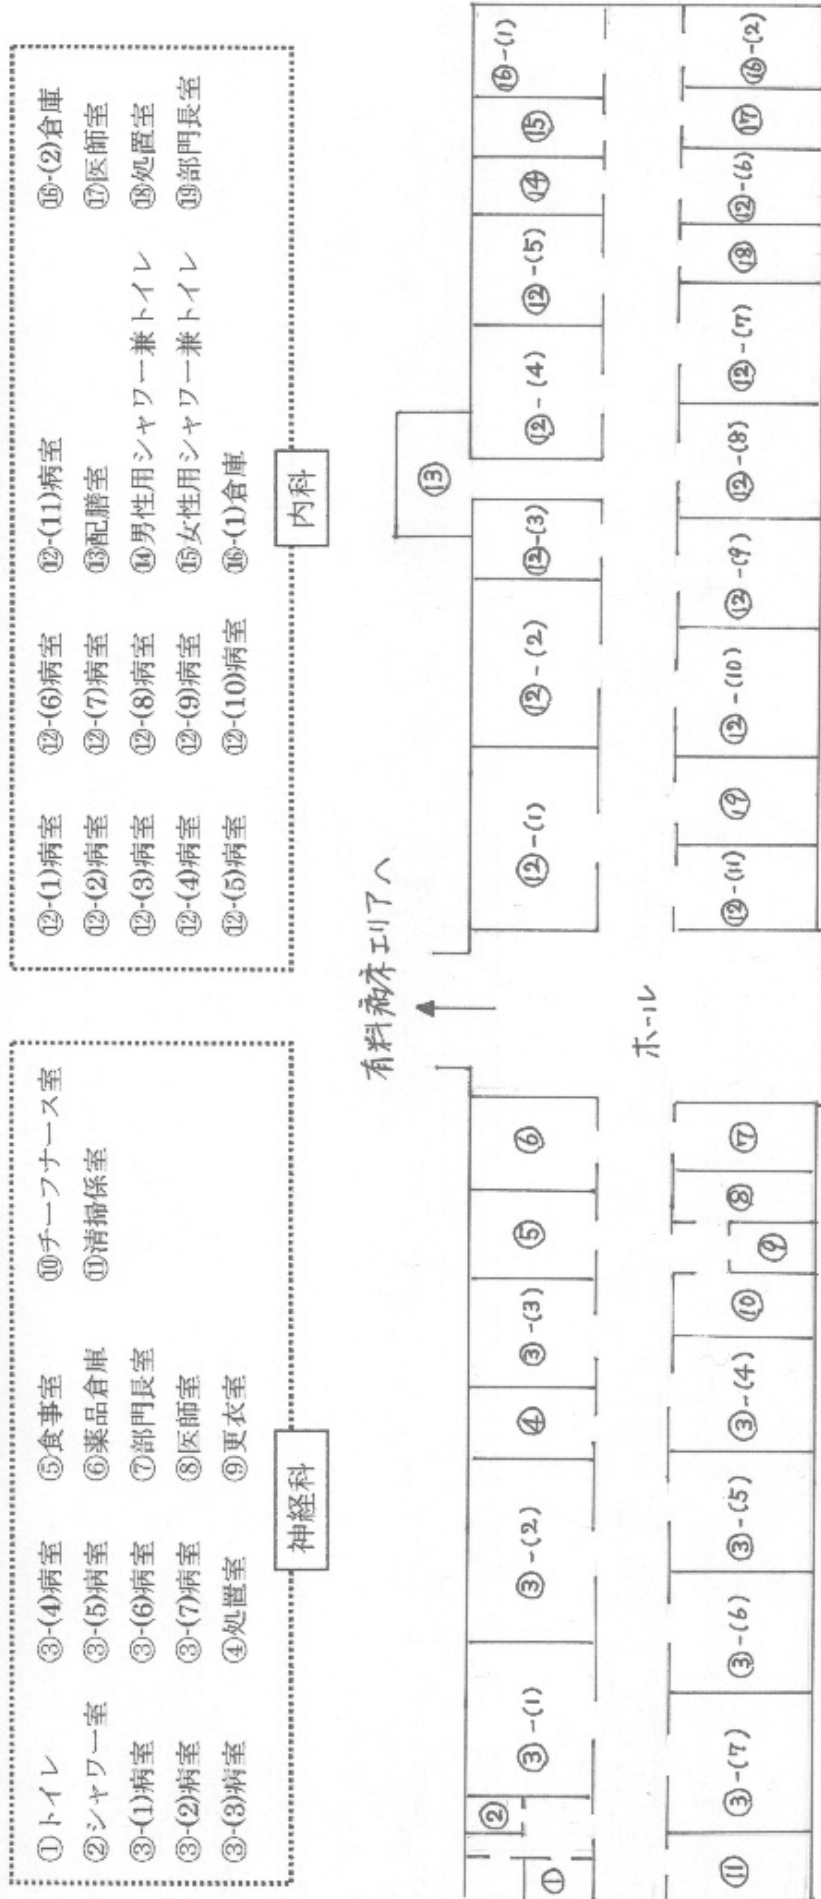 ①トイレ
②シャワー室
③-(1)病室
③-(2)病室
③-(3)病室
③-(4)病室
③-(5)病室
③-(6)病室
③-(7)病室
④処置室
⑤食事室
⑥薬品倉庫
⑦部門長室
⑧医師室
⑨更衣室
⑩チーフナース室
⑪清掃係室
神経科
⑫-(1)病室
⑫-(2)病室
⑫-(3)病室
⑫-(4)病室
⑫-(5)病室
⑫-(6)病室
⑫-(7)病室
⑫-(8)病室
⑫-(9)病室
⑫-(10)病室
⑫-(11)病室
⑬配膳室
⑭男性用シャワー兼トイレ
⑮女性用シャワー兼トイレ
⑯-(1)倉庫
⑯-(2)倉庫
⑰医師室
⑱処置室
⑲部門長室
内科
有料病床エリアへ
⑬
①
②
③-(1)
③-(2)
④
③-(3)
⑤
⑥
⑫-(1)
⑫-(2)
⑫-(3)
⑫-(4)
⑫-(5)
⑭
⑮
⑯-(1)
ホール
⑪
③-(7)
③-(6)
③-(5)
③-(4)
⑩
⑨
⑧
⑦
⑫-(11)
⑲
⑫-(10)
⑫-(9)
⑫-(8)
⑫-(7)
⑱
⑫-(6)
⑰
⑯-(2)